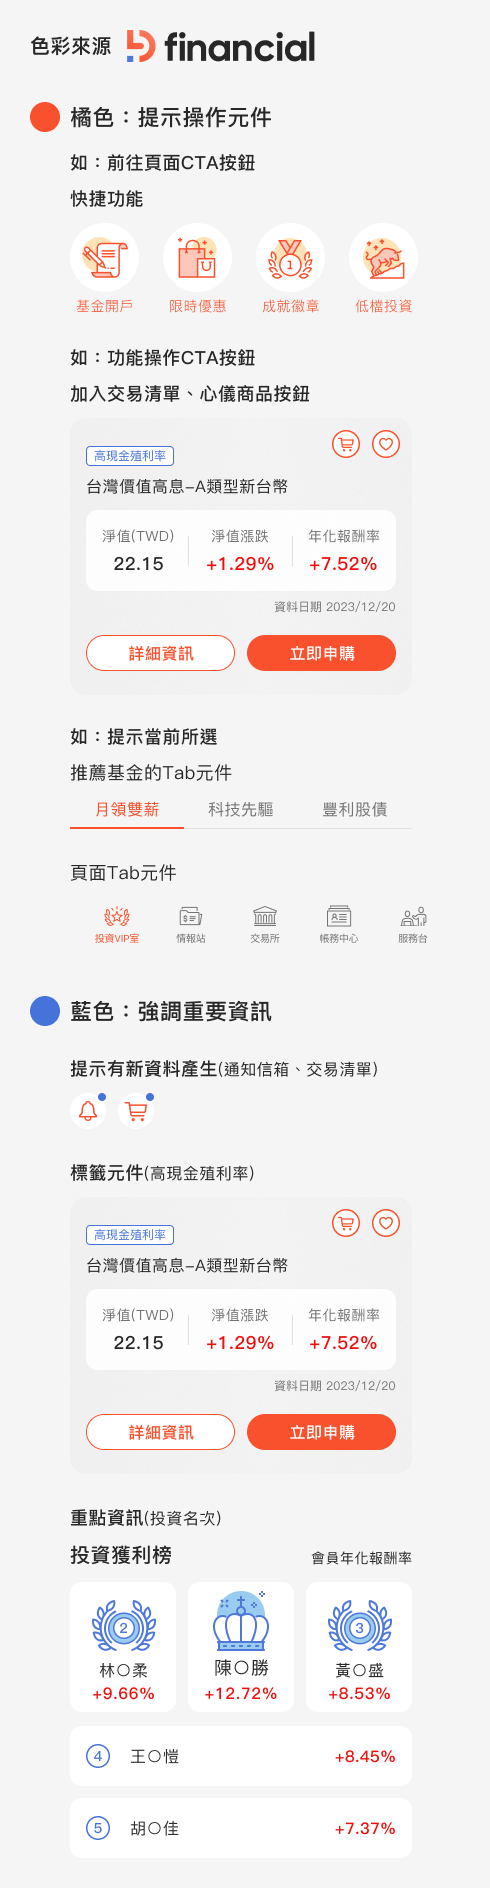 色彩來源 financial
橘色：提示操作元件
如：前往頁面CTA按鈕
快捷功能
1
基金開戶 限時優惠 成就徽章 低檔投資
如：功能操作CTA按鈕
加入交易清單、心儀商品按鈕
高現金殖利率
台灣價值高息–A類型新台幣
淨值(TWD) 淨值漲跌 年化報酬率
22.15 +1.29% +7.52%
資料日期 2023/12/20
詳細資訊 立即申購
如：提示當前所選
推薦基金的Tab元件
月領雙薪 科技先驅 豐利股債
頁面Tab元件
投資VIP室 情報站 交易所 帳務中心 服務台
藍色：強調重要資訊
提示有新資料產生(通知信箱、交易清單)
標籤元件(高現金殖利率)
高現金殖利率
台灣價值高息–A類型新台幣
淨值(TWD) 淨值漲跌 年化報酬率
22.15 +1.29% +7.52%
資料日期 2023/12/20
詳細資訊 立即申購
重點資訊(投資名次)
投資獲利榜 會員年化報酬率
2 3
林○柔 陳○勝 黃○盛
+9.66% +12.72% +8.53%
4 王○愷 +8.45%
5 胡○佳 +7.37%